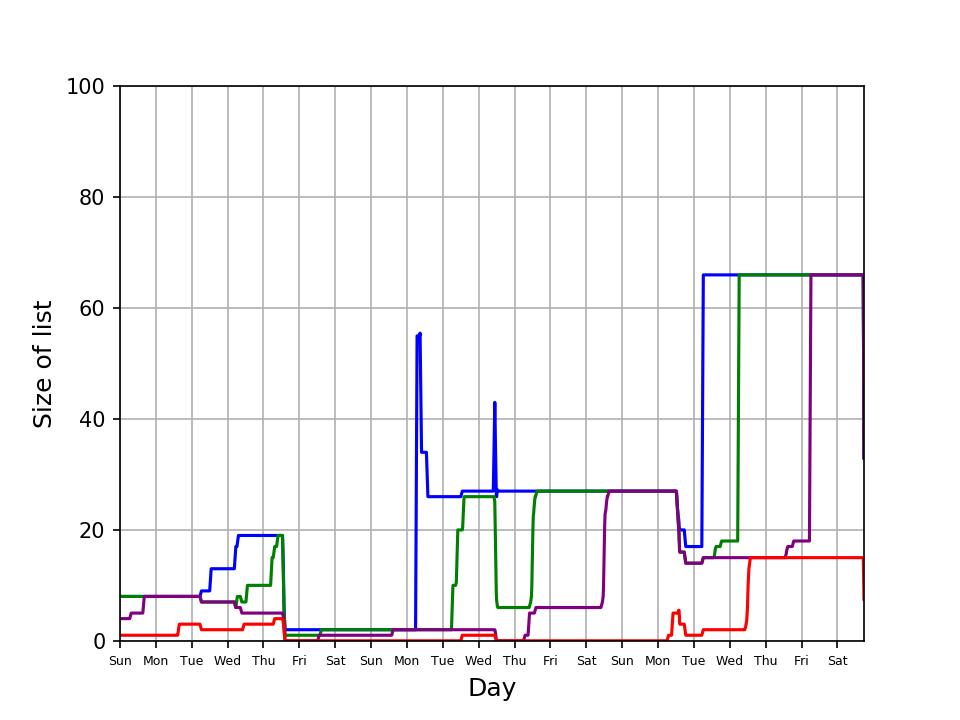 100
80
60
40
20
0
Size of list
Sun Mon Tue Wed Thu Fri Sat Sun Mon Tue Wed Thu Fri Sat Sun Mon Tue Wed Thu Fri Sat
Day